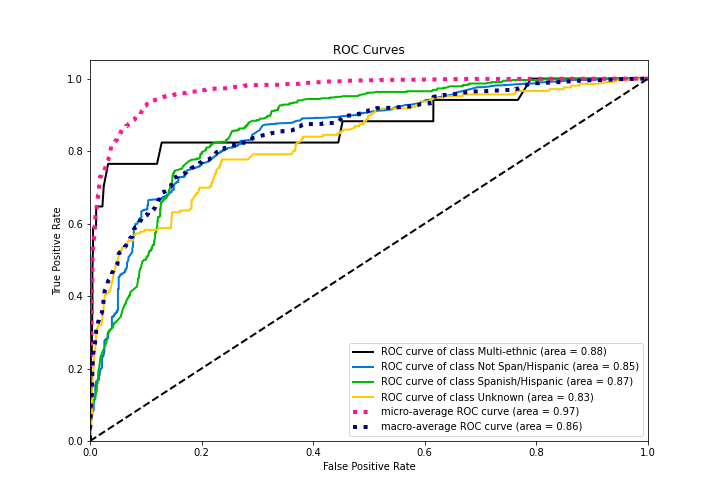 ROC Curves
True Positive Rate
1.0
0.8
0.6
0.4
0.2
0.0
ROC curve of class Multi-ethnic (area = 0.88)
ROC curve of class Not Span/Hispanic (area = 0.85)
ROC curve of class Spanish/Hispanic (area = 0.87)
ROC curve of class Unknown (area = 0.83)
micro-average ROC curve (area = 0.97)
macro-average ROC curve (area = 0.86)
0.0 0.2 0.4 0.6 0.8 1.0
False Positive Rate